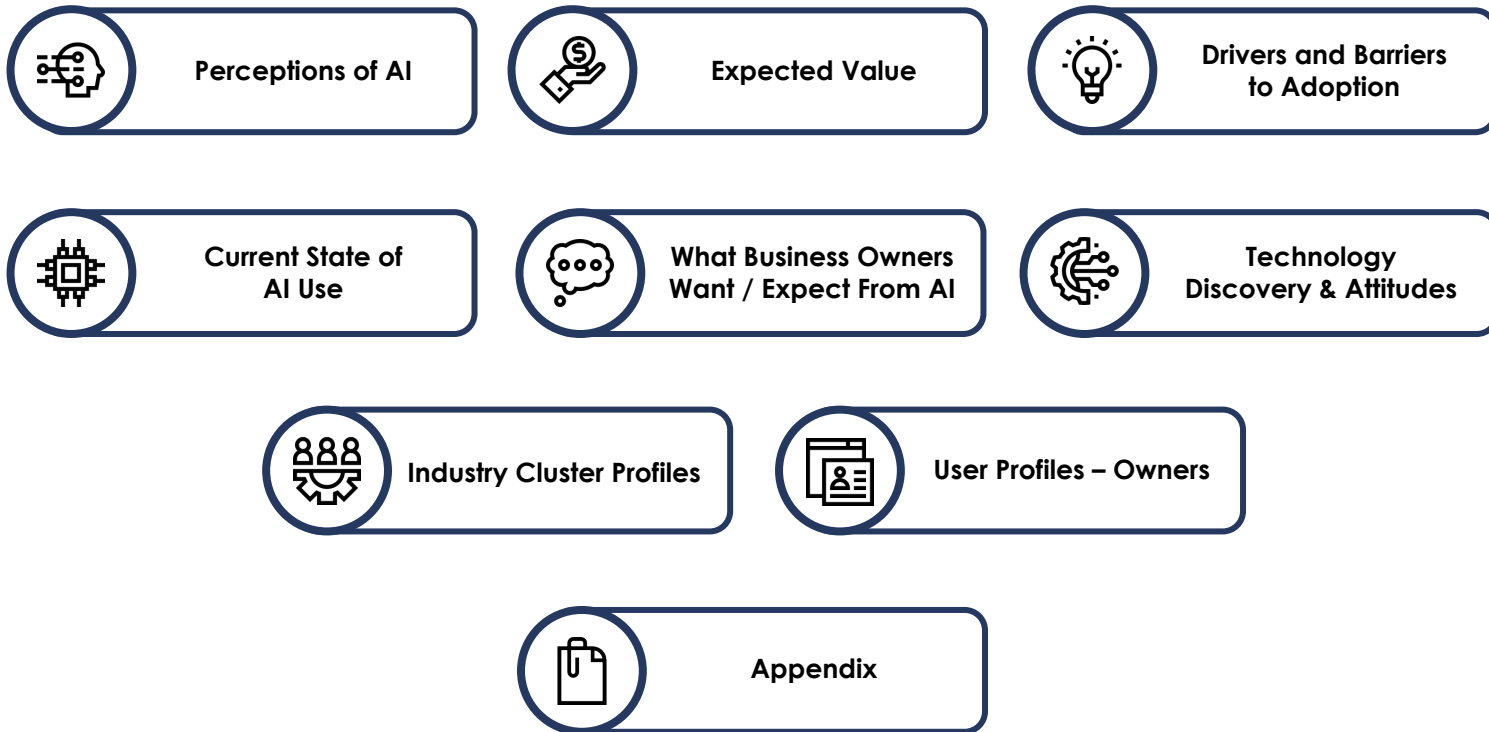 Perceptions of AI
Expected Value
Drivers and Barriers
to Adoption
Current State of
AI Use
What Business Owners
Want / Expect From AI
Technology
Discovery & Attitudes
Industry Cluster Profiles
User Profiles – Owners
Appendix